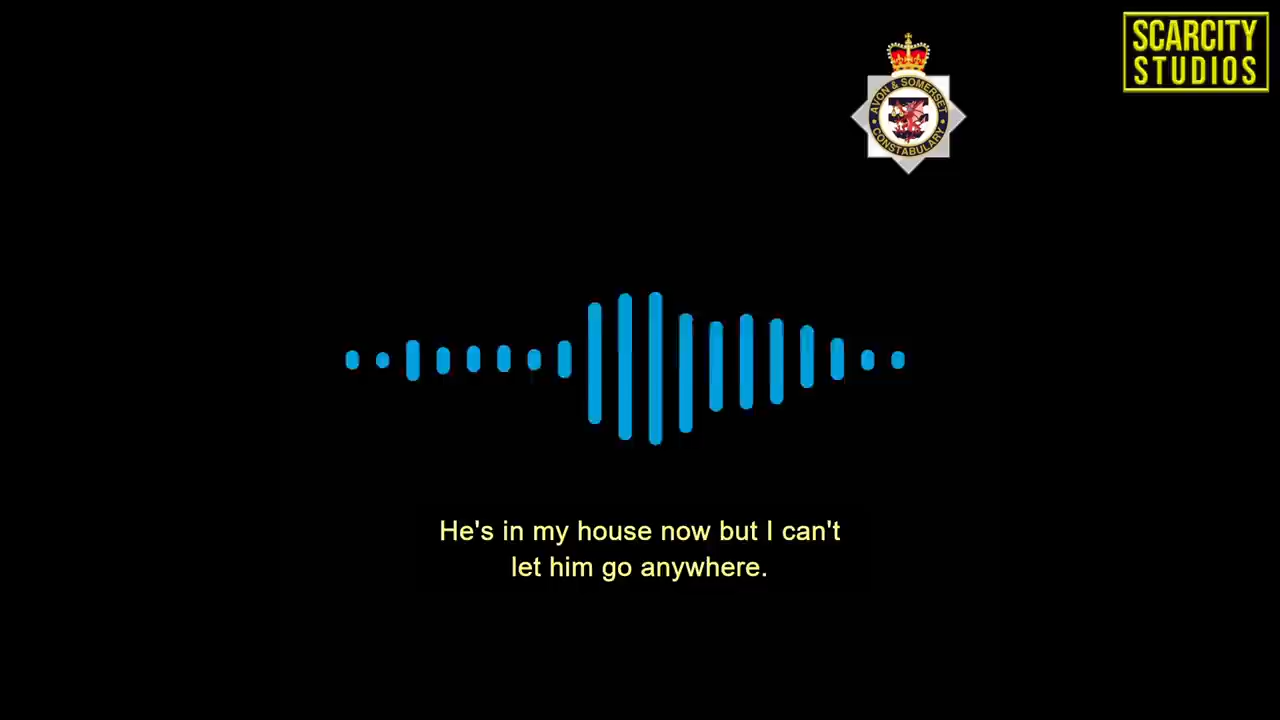 SCARCITY
STUDIOS
AVON & SOMERSET
CONSTABULARY
He's in my house now but I can't
let him go anywhere.